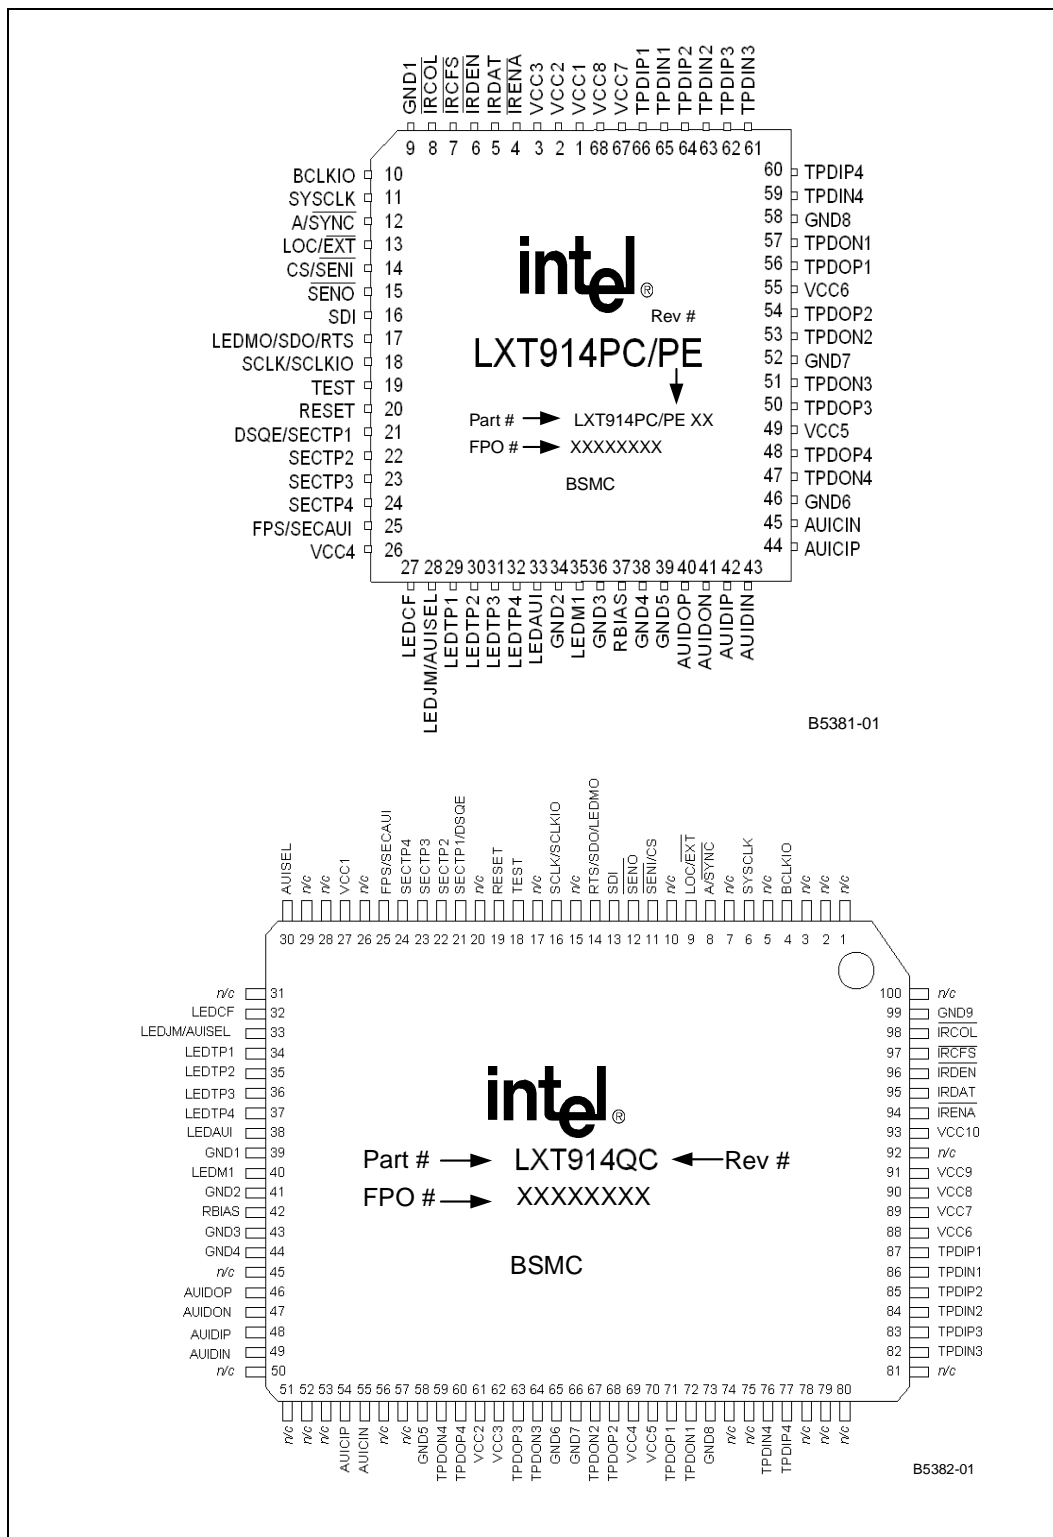 GND1 IRCOL IRCFS IRDEN IRDAT IRENA VCC3 VCC2 VCC1 VCC8 VCC7 TPDIP1 TPDIN1 TPDIP2 TPDIN2 TPDIP3 TPDIN3
9 8 7 6 5 4 3 2 1 68 67 66 65 64 63 62 61
BCLKIO 10
SYSCLK 11
A/SYNC 12
LOC/EXT 13
CS/SENI 14
SENO 15
SDI 16
LEDMO/SDO/RTS 17
SCLK/SCLKIO 18
TEST 19
RESET 20
DSQE/SECTP1 21
SECTP2 22
SECTP3 23
SECTP4 24
FPS/SECAUI 25
VCC4 26
intel®
Rev #
LXT914PC/PE
Part # LXT914PC/PE XX
FPO # XXXXXXXX
BSMC
60 TPDIP4
59 TPDIN4
58 GND8
57 TPDON1
56 TPDOP1
55 VCC6
54 TPDOP2
53 TPDON2
52 GND7
51 TPDON3
50 TPDOP3
49 VCC5
48 TPDOP4
47 TPDON4
46 GND6
45 AUICIN
44 AUICIP
27 28 29 30 31 32 33 34 35 36 37 38 39 40 41 42 43
LEDCF LEDJM/AUISEL LEDTP1 LEDTP2 LEDTP3 LEDTP4 LEDAUI GND2 LEDM1 GND3 RBIAS GND4 GND5 AUIDOP AUIDON AUIDIP AUIDIN
B5381-01
AUISEL n/c n/c VCC1 n/c FPS/SECAUI SECTP4 SECTP3 SECTP2 SECTP1/DSQE n/c RESET TEST n/c SCLK/SCLKIO n/c RTS/SDO/LEDMO SDI SENO SENI/CS n/c LOC/EXT A/SYNC n/c SYSCLK n/c BCLKIO n/c n/c n/c
30 29 28 27 26 25 24 23 22 21 20 19 18 17 16 15 14 13 12 11 10 9 8 7 6 5 4 3 2 1
n/c 31
LEDCF 32
LEDJM/AUISEL 33
LEDTP1 34
LEDTP2 35
LEDTP3 36
LEDTP4 37
LEDAUI 38
GND1 39
LEDM1 40
GND2 41
RBIAS 42
GND3 43
GND4 44
n/c 45
AUIDOP 46
AUIDON 47
AUIDIP 48
AUIDIN 49
n/c 50
intel®
Part # LXT914QC Rev #
FPO # XXXXXXXX
BSMC
100 n/c
99 GND9
98 IRCOL
97 IRCFS
96 IRDEN
95 IRDAT
94 IRENA
93 VCC10
92 n/c
91 VCC9
90 VCC8
89 VCC7
88 VCC6
87 TPDIP1
86 TPDIN1
85 TPDIP2
84 TPDIN2
83 TPDIP3
82 TPDIN3
81 n/c
51 52 53 54 55 56 57 58 59 60 61 62 63 64 65 66 67 68 69 70 71 72 73 74 75 76 77 78 79 80
n/c n/c n/c AUICIP AUICIN n/c n/c GND5 TPDON4 TPDOP4 VCC2 VCC3 TPDOP3 TPDON3 GND6 GND7 TPDON2 TPDOP2 VCC4 VCC5 TPDOP1 TPDON1 GND8 n/c n/c TPDIN4 TPDIP4 n/c n/c n/c
B5382-01